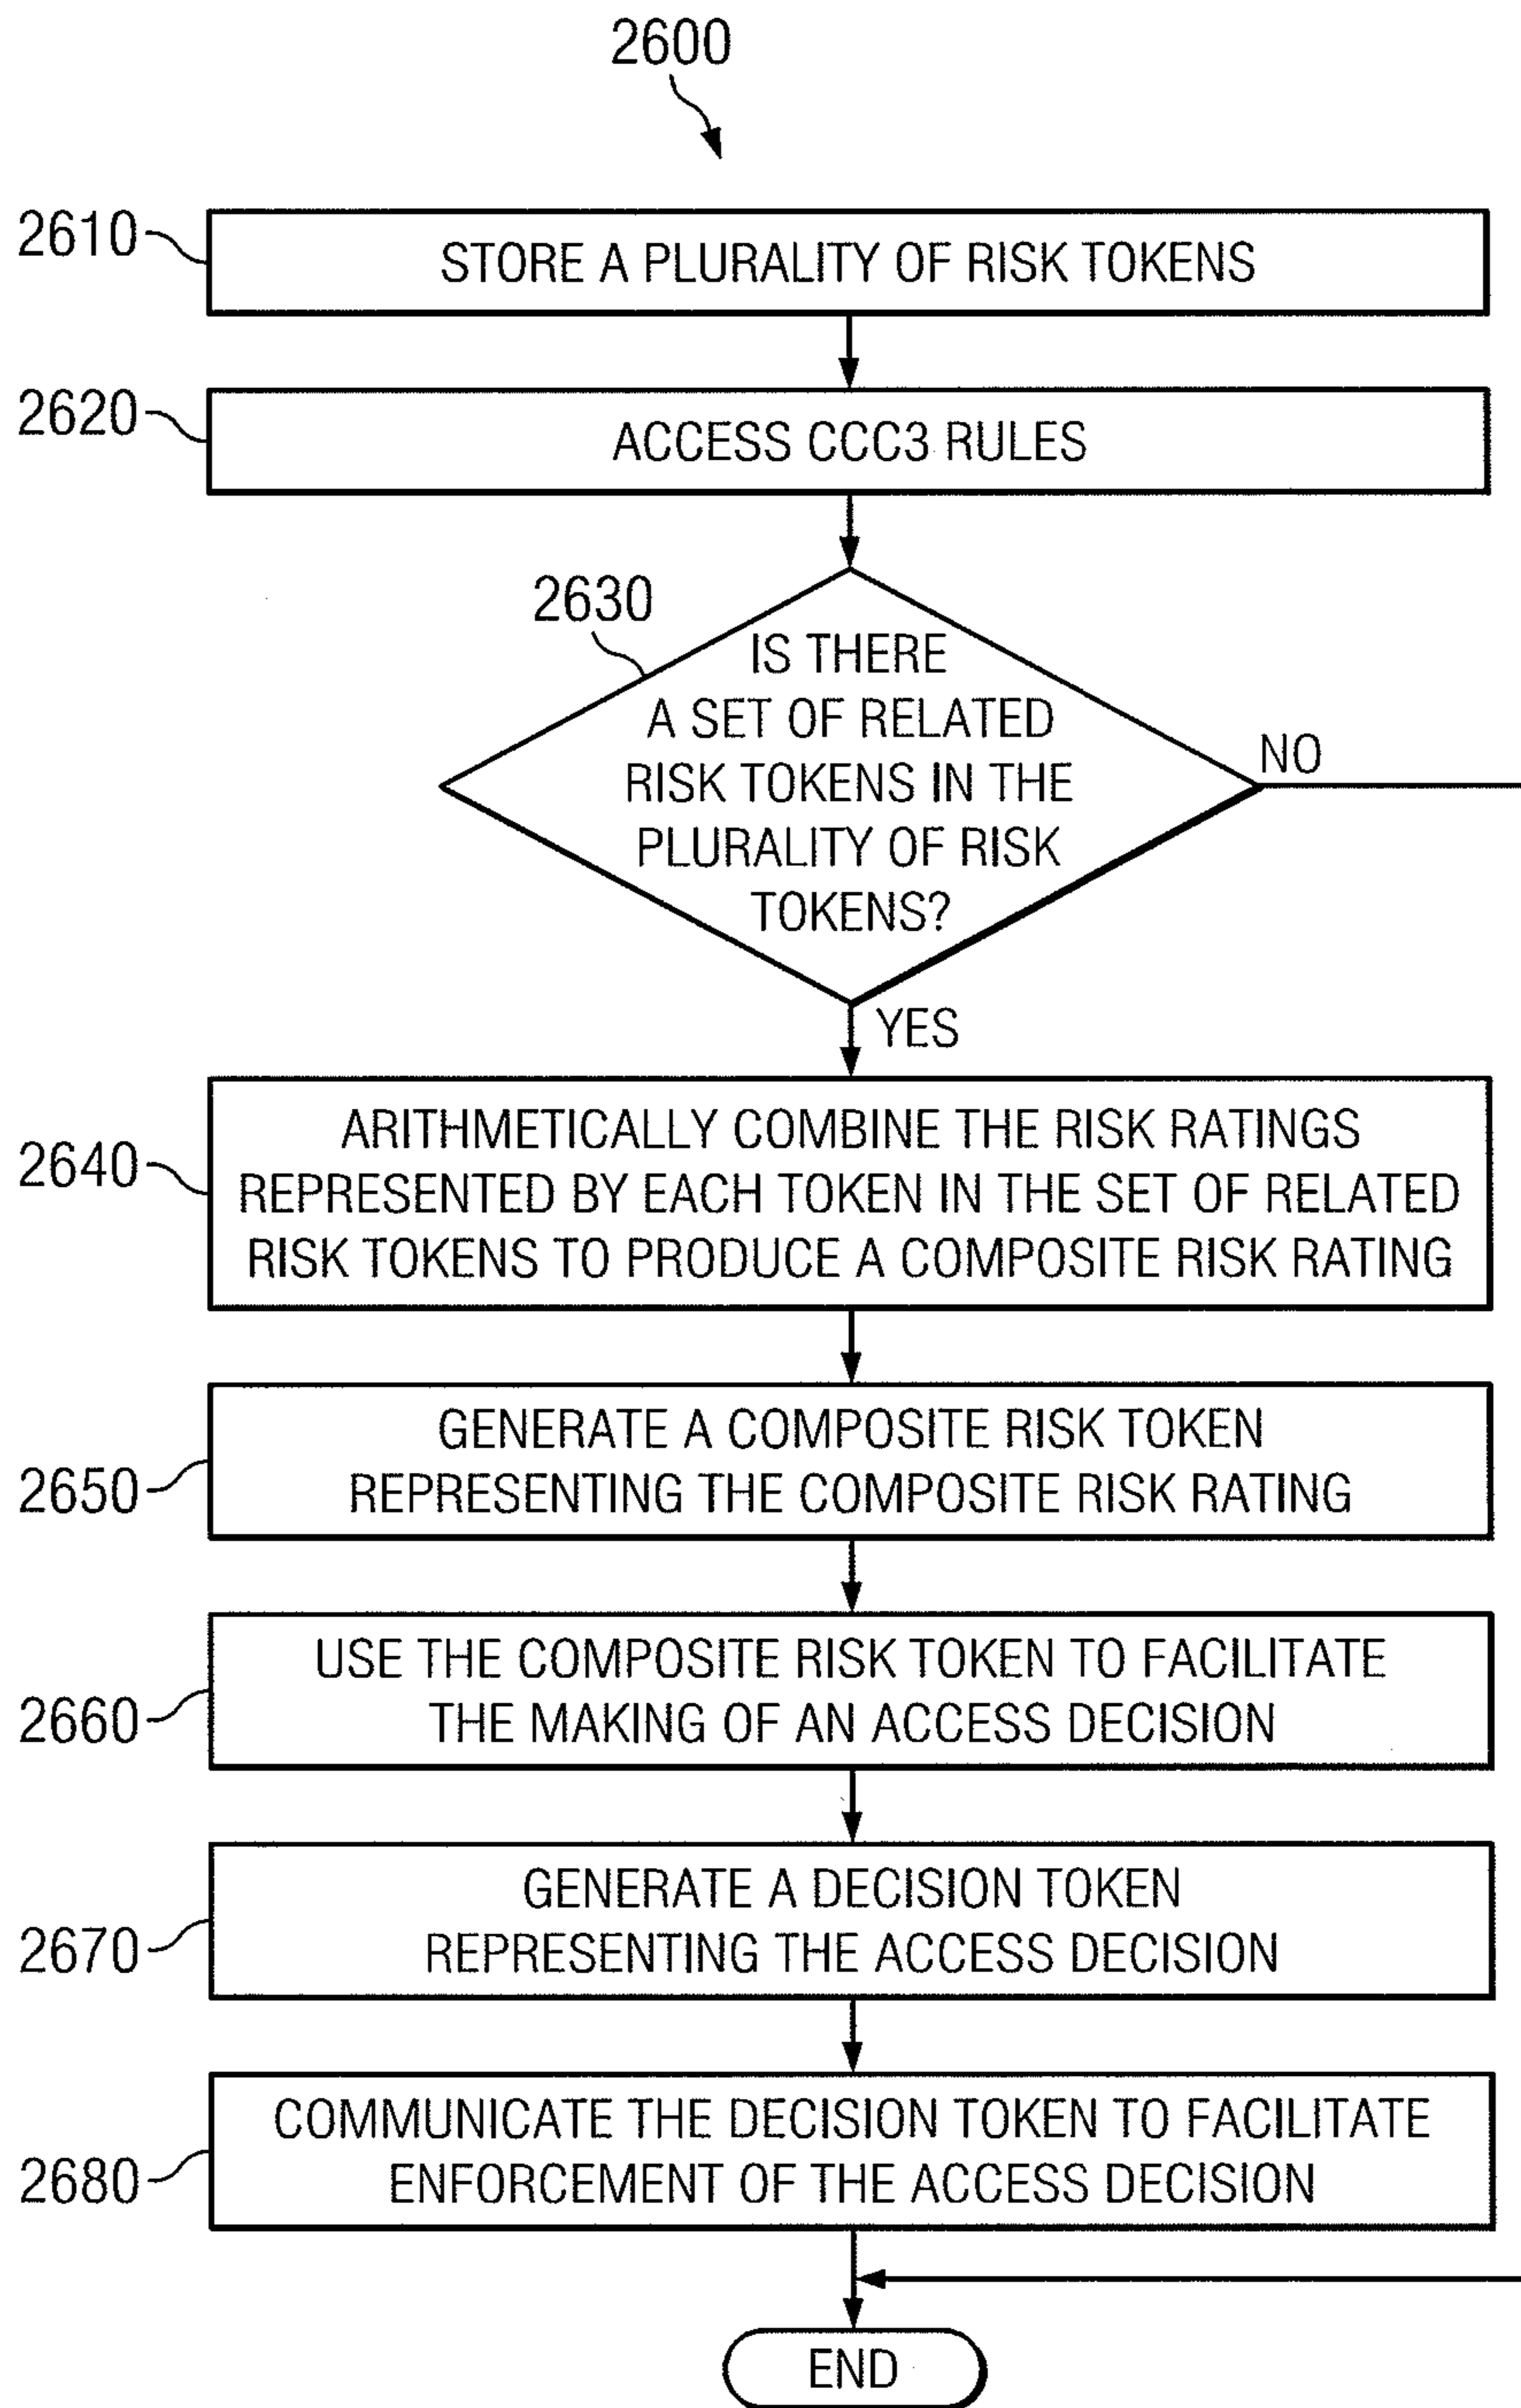 2600
2610
STORE A PLURALITY OF RISK TOKENS
2620
ACCESS CCC3 RULES
2630
IS THERE
A SET OF RELATED
RISK TOKENS IN THE
PLURALITY OF RISK
TOKENS?
NO
YES
2640
ARITHMETICALLY COMBINE THE RISK RATINGS
REPRESENTED BY EACH TOKEN IN THE SET OF RELATED
RISK TOKENS TO PRODUCE A COMPOSITE RISK RATING
2650
GENERATE A COMPOSITE RISK TOKEN
REPRESENTING THE COMPOSITE RISK RATING
2660
USE THE COMPOSITE RISK TOKEN TO FACILITATE
THE MAKING OF AN ACCESS DECISION
2670
GENERATE A DECISION TOKEN
REPRESENTING THE ACCESS DECISION
2680
COMMUNICATE THE DECISION TOKEN TO FACILITATE
ENFORCEMENT OF THE ACCESS DECISION
END